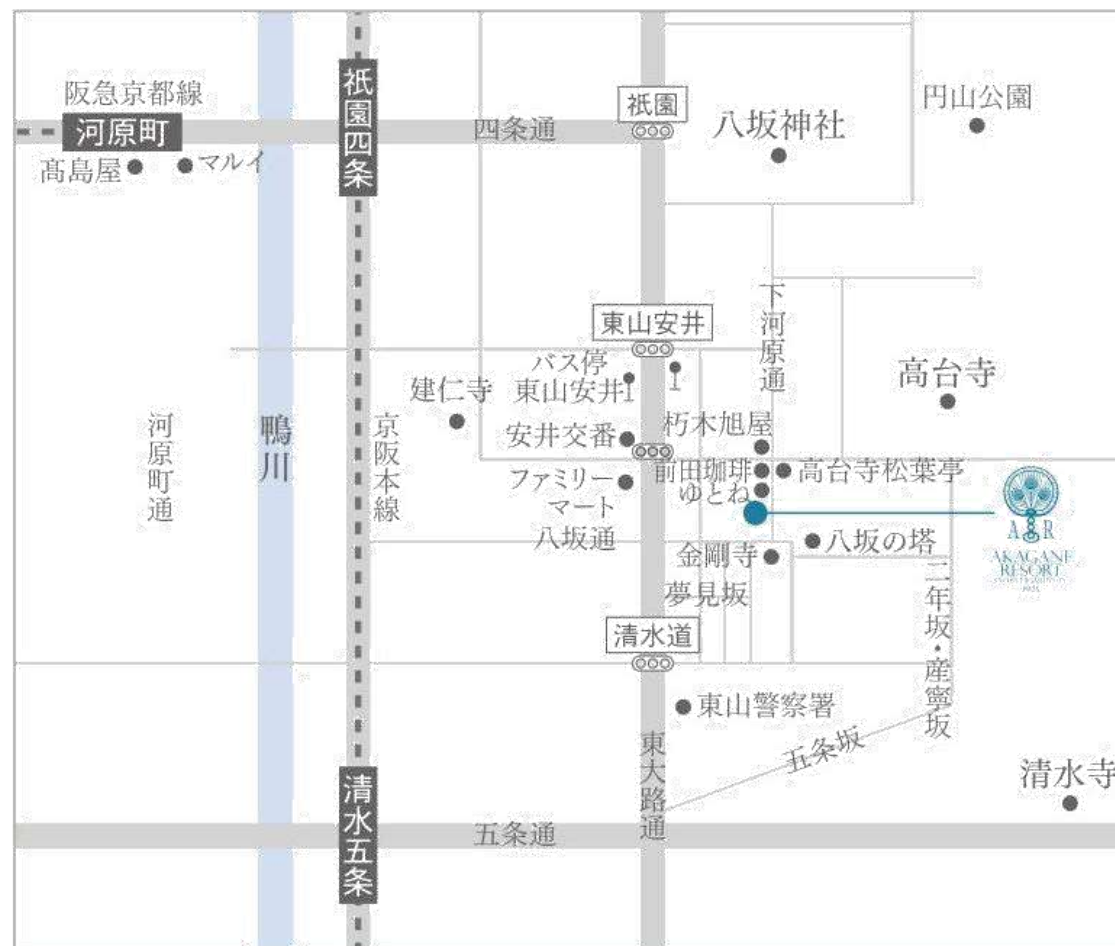 阪急京都線
河原町
髙島屋
マルイ
祇園四条
四条通
祇園
八坂神社
円山公園
東山安井
バス停
東山安井
下河原通
高台寺
建仁寺
安井交番
朽木旭屋
河原町通
鴨川
京阪本線
ファミリー
マート
前田珈琲
ゆとね
高台寺松葉亭
A R
AKAGANE
RESORT
八坂通
八坂の塔
金剛寺
夢見坂
二年坂・産寧坂
清水道
東山警察署
東大路通
五条坂
清水寺
清水五条
五条通